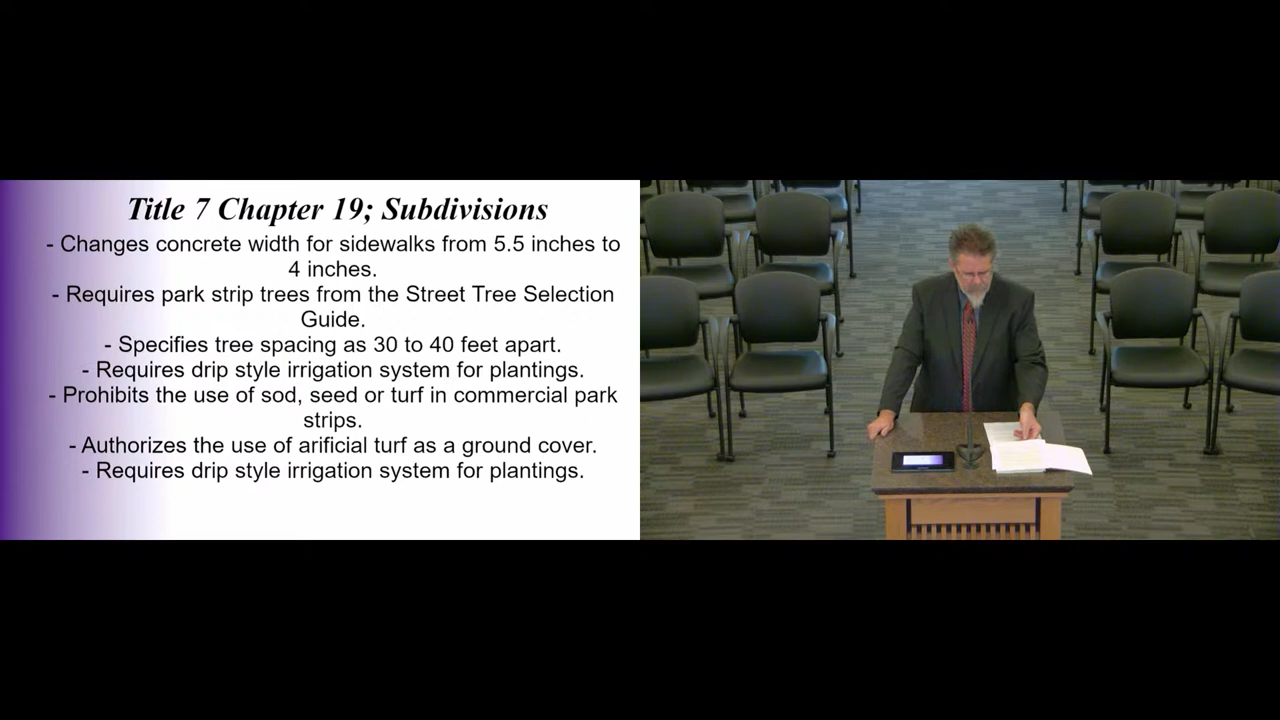 Title 7 Chapter 19; Subdivisions
- Changes concrete width for sidewalks from 5.5 inches to
4 inches.
- Requires park strip trees from the Street Tree Selection
Guide.
- Specifies tree spacing as 30 to 40 feet apart.
- Requires drip style irrigation system for plantings.
- Prohibits the use of sod, seed or turf in commercial park
strips.
- Authorizes the use of arificial turf as a ground cover.
- Requires drip style irrigation system for plantings.